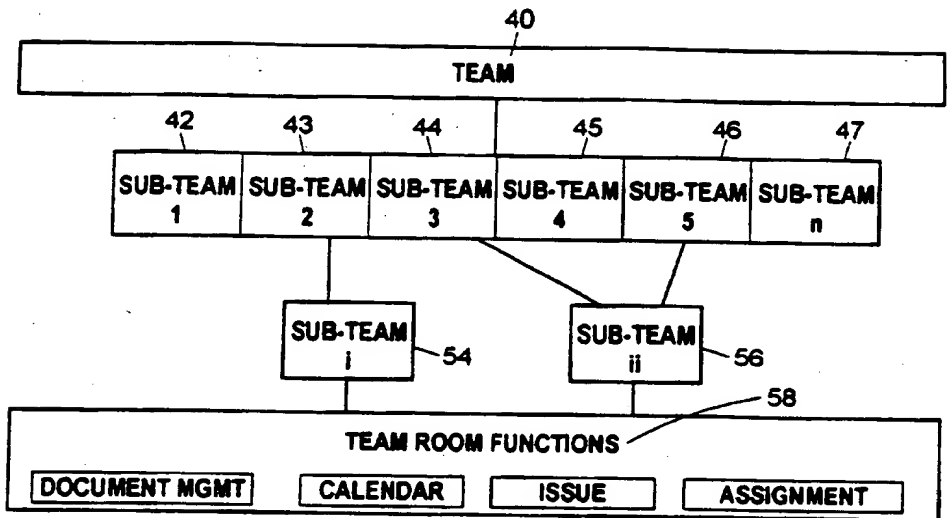 40
TEAM
42 43 44 45 46 47
SUB-TEAM 1 SUB-TEAM 2 SUB-TEAM 3 SUB-TEAM 4 SUB-TEAM 5 SUB-TEAM n
SUB-TEAM i 54 SUB-TEAM ii 56
58
TEAM ROOM FUNCTIONS
DOCUMENT MGMT CALENDAR ISSUE ASSIGNMENT